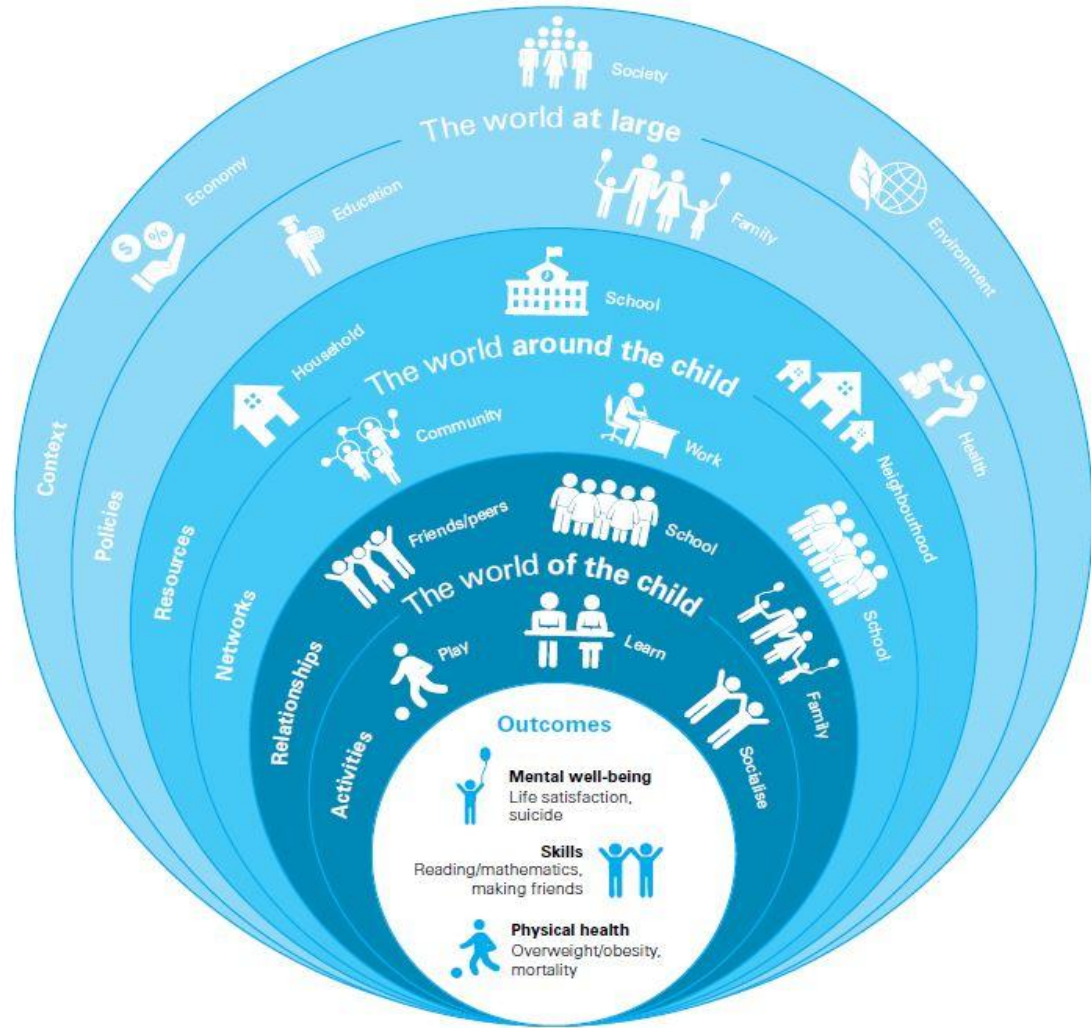 Society
The world at large
Economy
Education
Family
Environment
School
Household
The world around the child
Community
Work
Neighbourhood
Health
Context
Policies
Resources
Networks
Friends/peers
School
School
The world of the child
Play
Learn
Family
Socialise
Relationships
Activities
Outcomes
Mental well-being
Life satisfaction,
suicide
Skills
Reading/mathematics,
making friends
Physical health
Overweight/obesity,
mortality
$
%